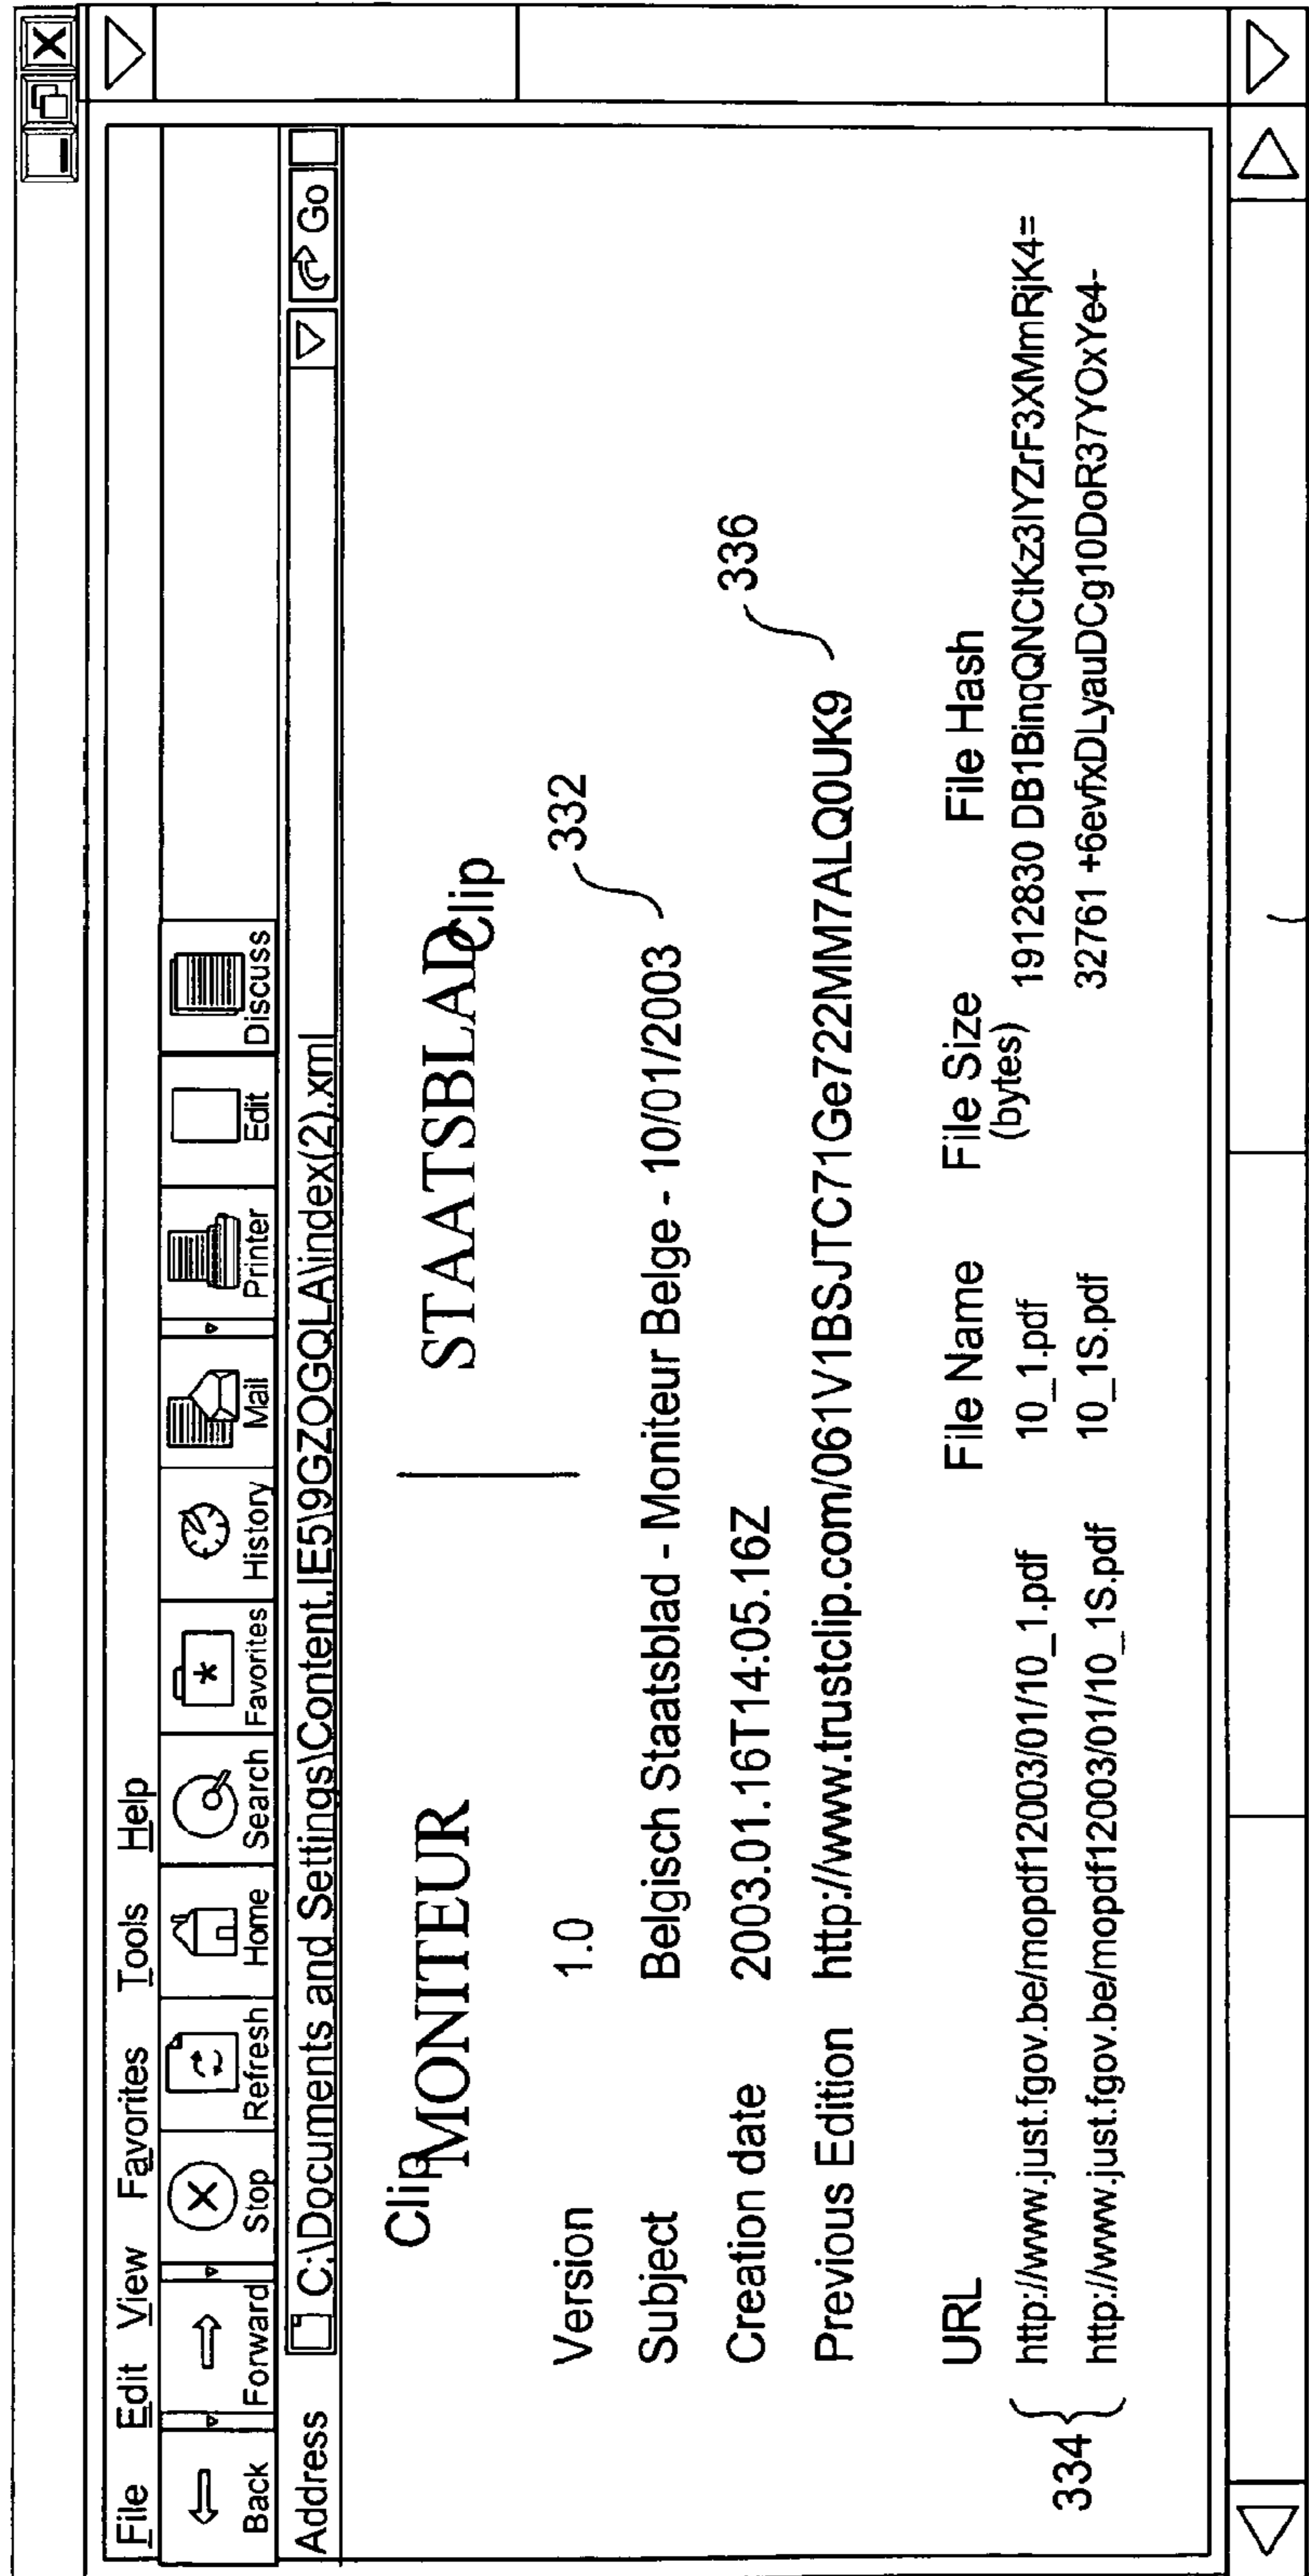 File Edit View Favorites Tools Help
Back Forward Stop Refresh Home Search Favorites History Mail Printer Edit Discuss
Address C:\Documents and Settings\Content.IE5\9GZOGQLA\index(2).xml Go
Clip MONITEUR STAATSBLAD Clip
Version 1.0
332
Subject Belgisch Staatsblad - Moniteur Belge - 10/01/2003
Creation date 2003.01.16T14:05.16Z
336
Previous Edition http://www.trustclip.com/061V1BSJTC71Ge722MM7ALQ0UK9
URL File Name File Size (bytes) File Hash
http://www.just.fgov.be/mopdf12003/01/10_1.pdf 10_1.pdf 1912830 DB1BinqQNCtKz3IYZrF3XMmRjK4=
334
http://www.just.fgov.be/mopdf12003/01/10_1S.pdf 10_1S.pdf 32761 +6evfxDLyauDCg10DoR37YOxYe4-